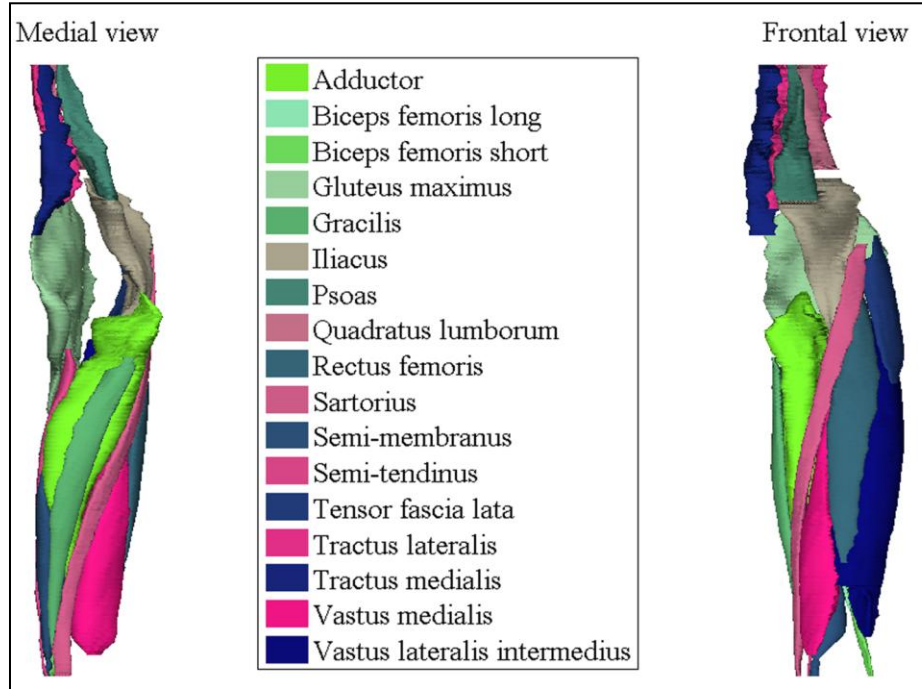 Medial view
Frontal view
Adductor
Biceps femoris long
Biceps femoris short
Gluteus maximus
Gracilis
Iliacus
Psoas
Quadratus lumborum
Rectus femoris
Sartorius
Semi-membranus
Semi-tendinus
Tensor fascia lata
Tractus lateralis
Tractus medialis
Vastus medialis
Vastus lateralis intermedius